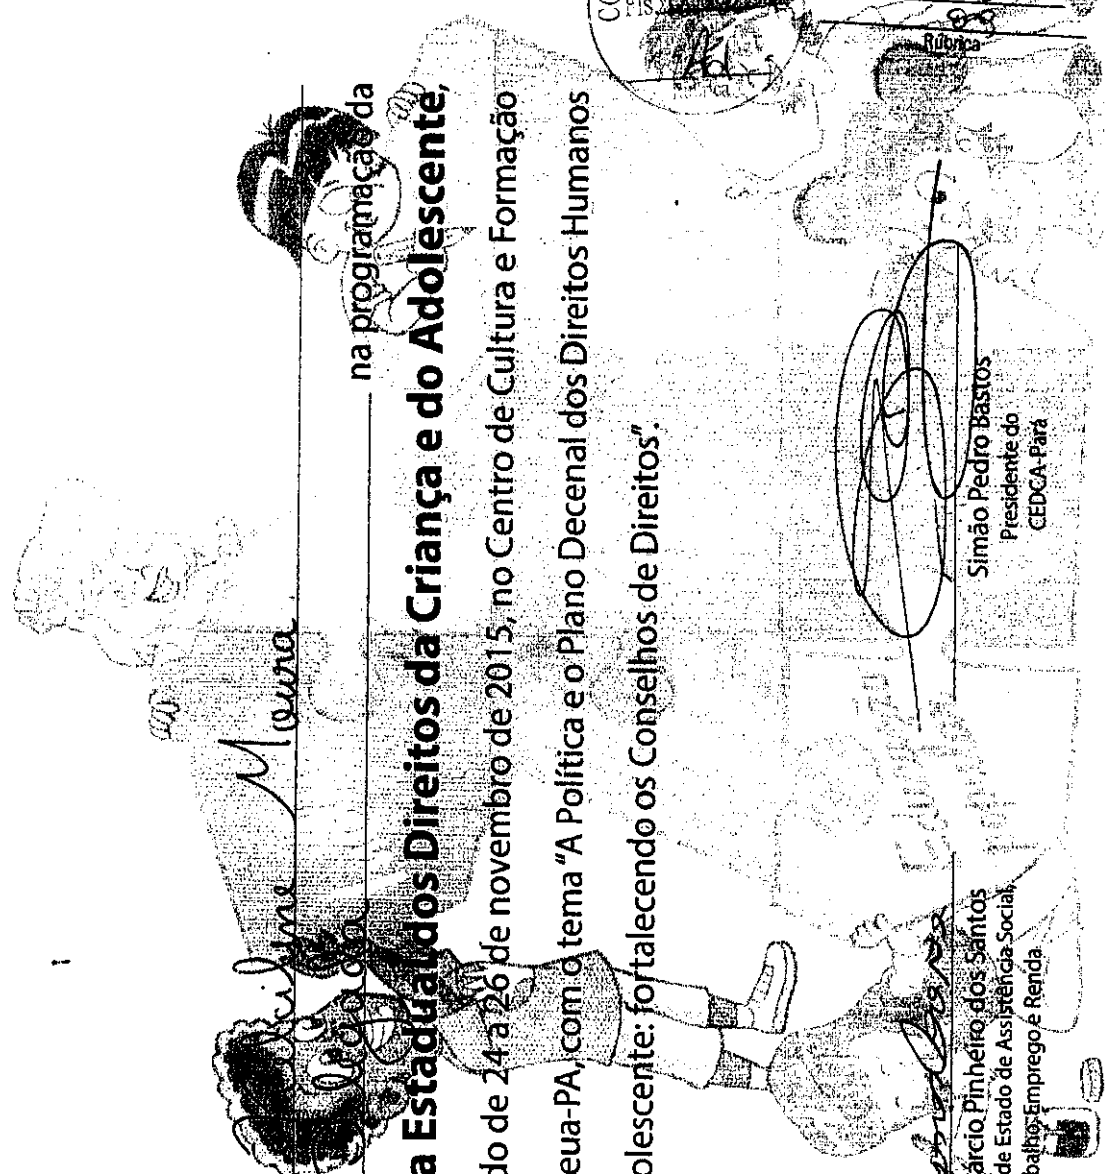 Moura
na programação da
a Estadual dos Direitos da Criança e do Adolescente,
do de 24 a 26 de novembro de 2015, no Centro de Cultura e Formação
eua-PA, com o tema "A Política e o Plano Decenal dos Direitos Humanos
olescente: fortalecendo os Conselhos de Direitos".
árcio Pinheiro dos Santos
de Estado de Assistência Social,
balho, Emprego e Renda
Simão Pedro Bastos
Presidente do
CEDCA-Pará
Rubrica
Rubrica